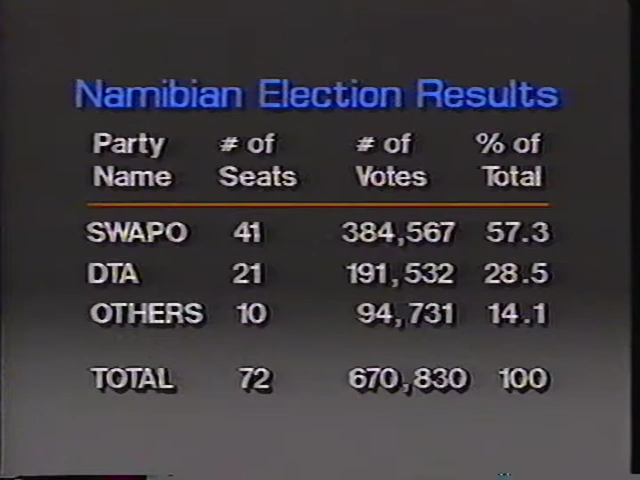 Namibian Election Results
Party # of # of % of
Name Seats Votes Total
SWAPO 41 384,567 57.3
DTA 21 191,532 28.5
OTHERS 10 94,731 14.1
TOTAL 72 670,830 100